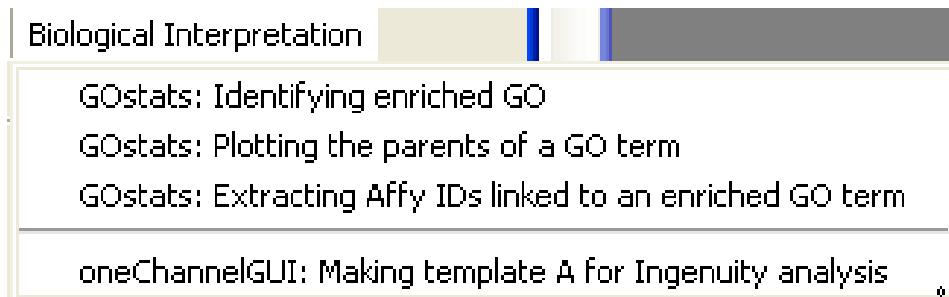 Biological Interpretation
GOstats: Identifying enriched GO
GOstats: Plotting the parents of a GO term
GOstats: Extracting Affy IDs linked to an enriched GO term
oneChannelGUI: Making template A for Ingenuity analysis